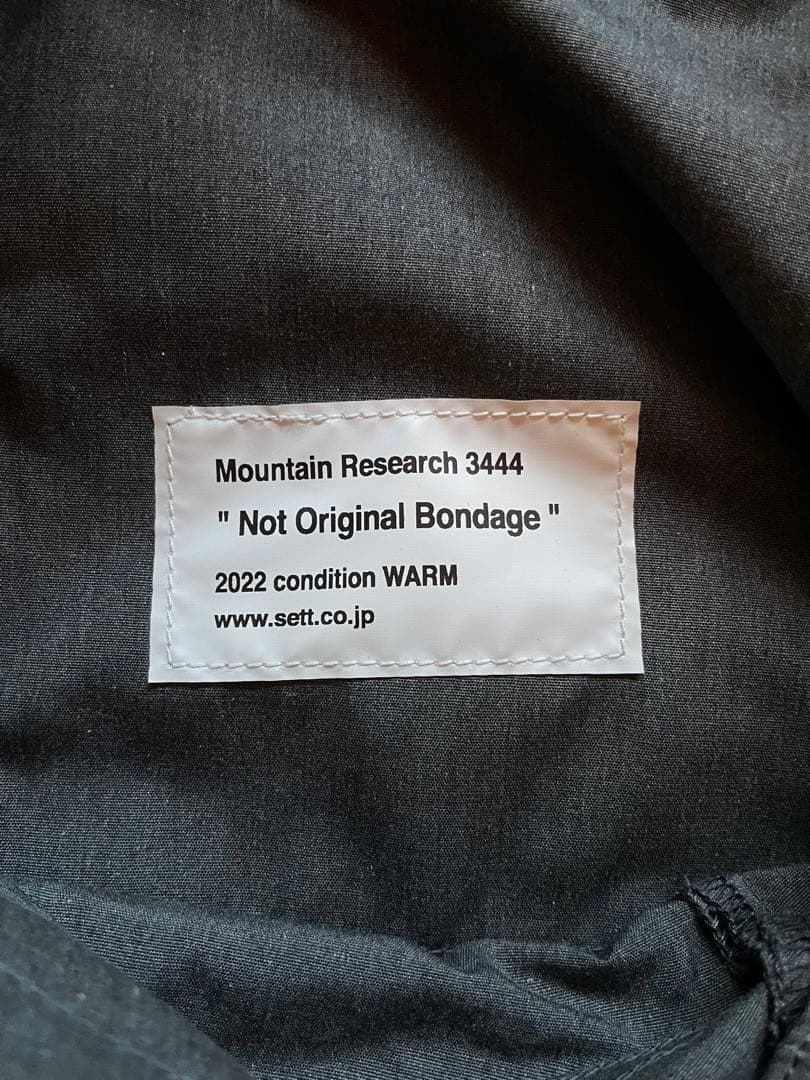 Mountain Research 3444
" Not Original Bondage "
2022 condition WARM
www.sett.co.jp